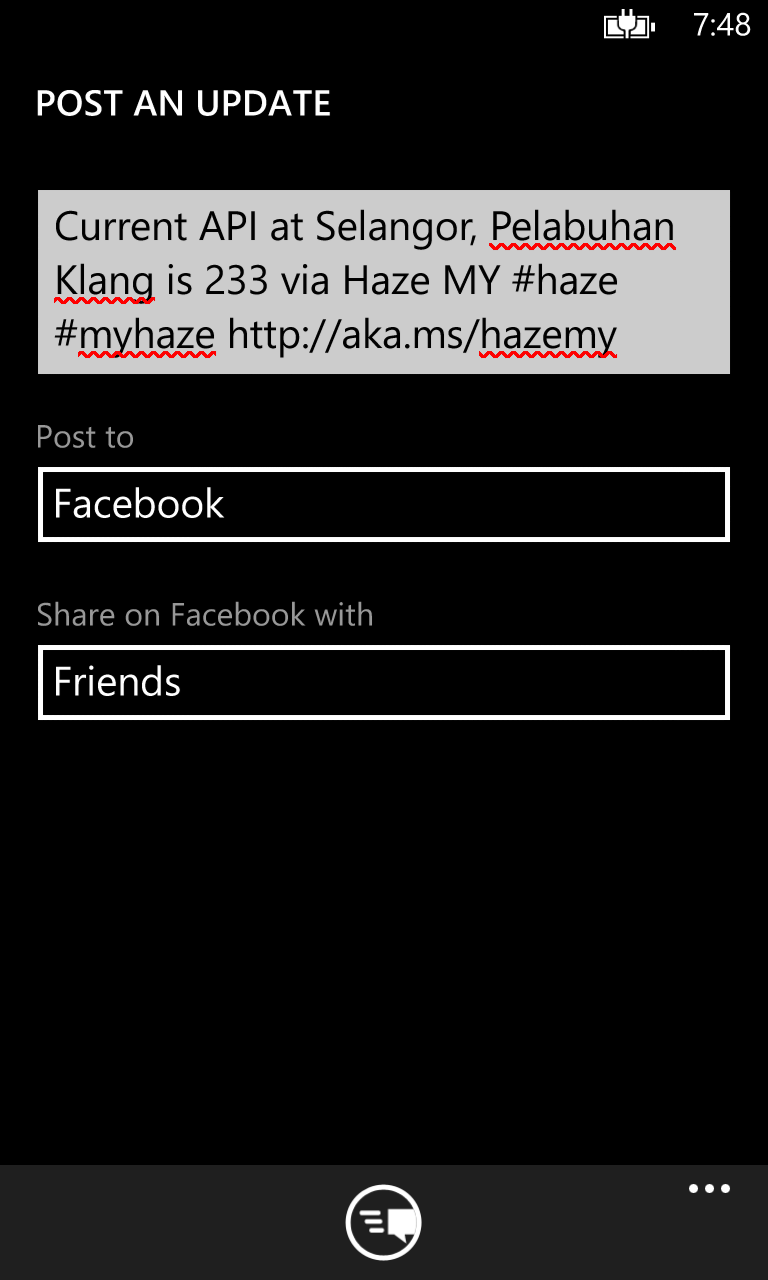 7:48
POST AN UPDATE
Current API at Selangor, Pelabuhan
Klang is 233 via Haze MY #haze
#myhaze http://aka.ms/hazemy
Post to
Facebook
Share on Facebook with
Friends